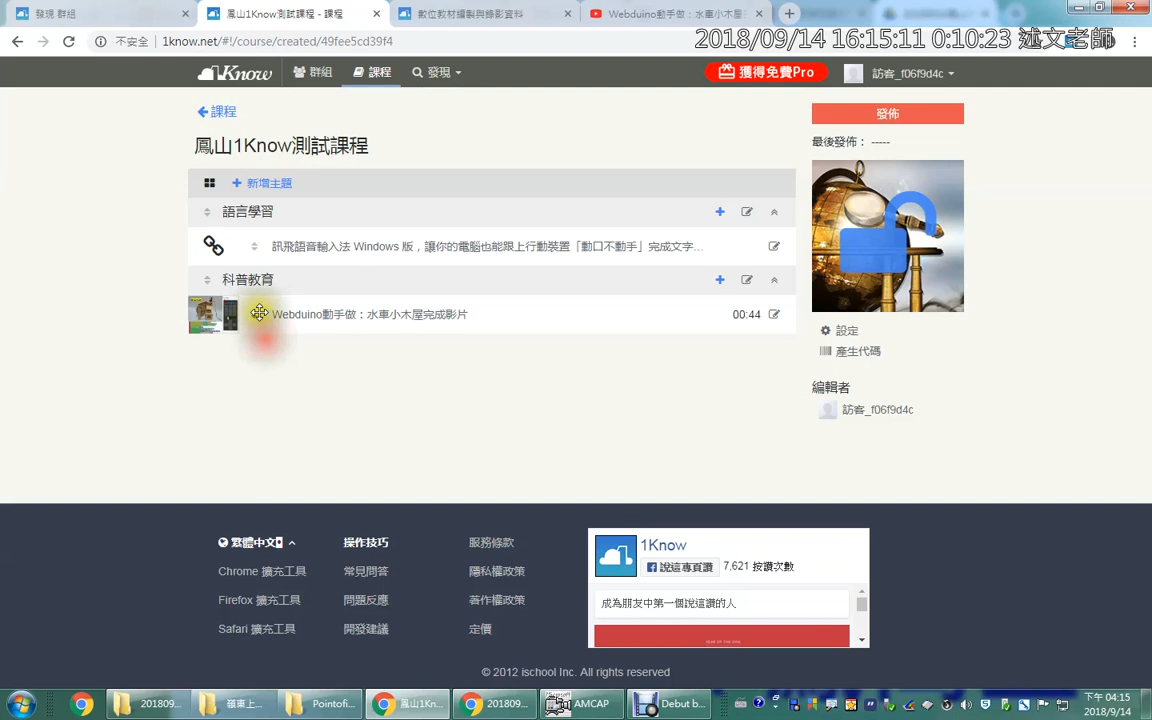 發現 群組
鳳山1Know測試課程 - 課程
數位教材編製與錄影資料
Webduino動手做：水車小木屋
不安全
1know.net/#!/course/created/49fee5cd39f4
2018/09/14 16:15:11 0:10:23 述文老師
1Know
群組
課程
發現
獲得免費Pro
訪客_f06f9d4c
課程
發佈
最後發佈： -----
鳳山1Know測試課程
新增主題
語言學習
訊飛語音輸入法 Windows 版，讓你的電腦也能跟上行動裝置「動口不動手」完成文字...
科普教育
Webduino動手做：水車小木屋完成影片
00:44
設定
產生代碼
編輯者
訪客_f06f9d4c
繁體中文
操作技巧
服務條款
Chrome 擴充工具
常見問答
隱私權政策
Firefox 擴充工具
問題反應
著作權政策
Safari 擴充工具
開發建議
定價
1Know
說這專頁讚
7,621 按讚次數
成為朋友中第一個說這讚的人
© 2012 ischool Inc. All rights reserved
201809...
礁東上...
Pointofi...
鳳山1Kn...
201809...
AMCAP
Debut b...
下午 04:15
2018/9/14